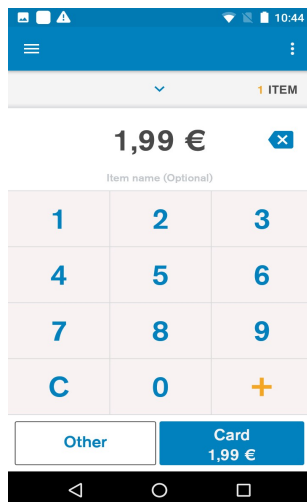 10:44
1 ITEM
1,99 €
Item name (Optional)
1 2 3
4 5 6
7 8 9
C 0 +
Other
Card
1,99 €